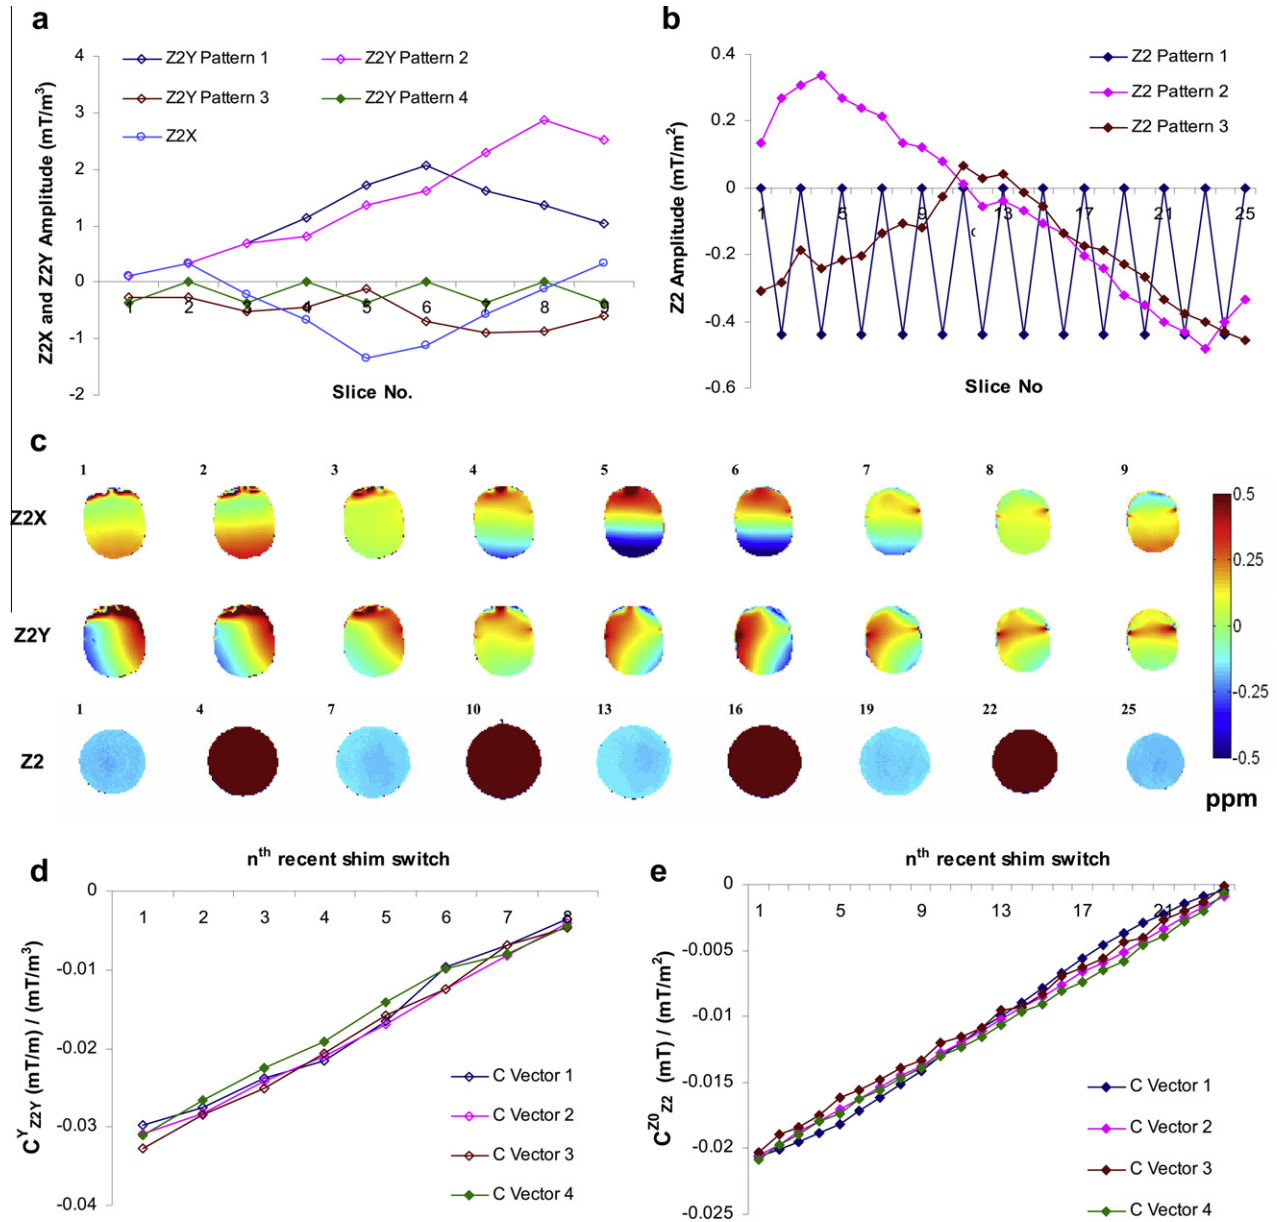 a
Z2Y Pattern 1
Z2Y Pattern 2
Z2Y Pattern 3
Z2Y Pattern 4
Z2X
Z2X and Z2Y Amplitude (mT/m³)
4
3
2
1
0
-1
-2
1 2 4 5 6 7 8 9
Slice No.
b
Z2 Pattern 1
Z2 Pattern 2
Z2 Pattern 3
Z2 Amplitude (mT/m²)
0.4
0.2
0
-0.2
-0.4
-0.6
1 5 9 13 17 21 25
Slice No
c
1 2 3 4 5 6 7 8 9
Z2X
Z2Y
1 4 7 10 13 16 19 22 25
Z2
0.5
0.25
0
-0.25
-0.5
ppm
d
nᵗʰ recent shim switch
0
-0.01
-0.02
-0.03
-0.04
1 2 3 4 5 6 7 8
C^Y_Z2Y (mT/m) / (mT/m³)
C Vector 1
C Vector 2
C Vector 3
C Vector 4
e
nᵗʰ recent shim switch
0
-0.005
-0.01
-0.015
-0.02
-0.025
1 5 9 13 17 21
C^Z0_Z2 (mT) / (mT/m²)
C Vector 1
C Vector 2
C Vector 3
C Vector 4